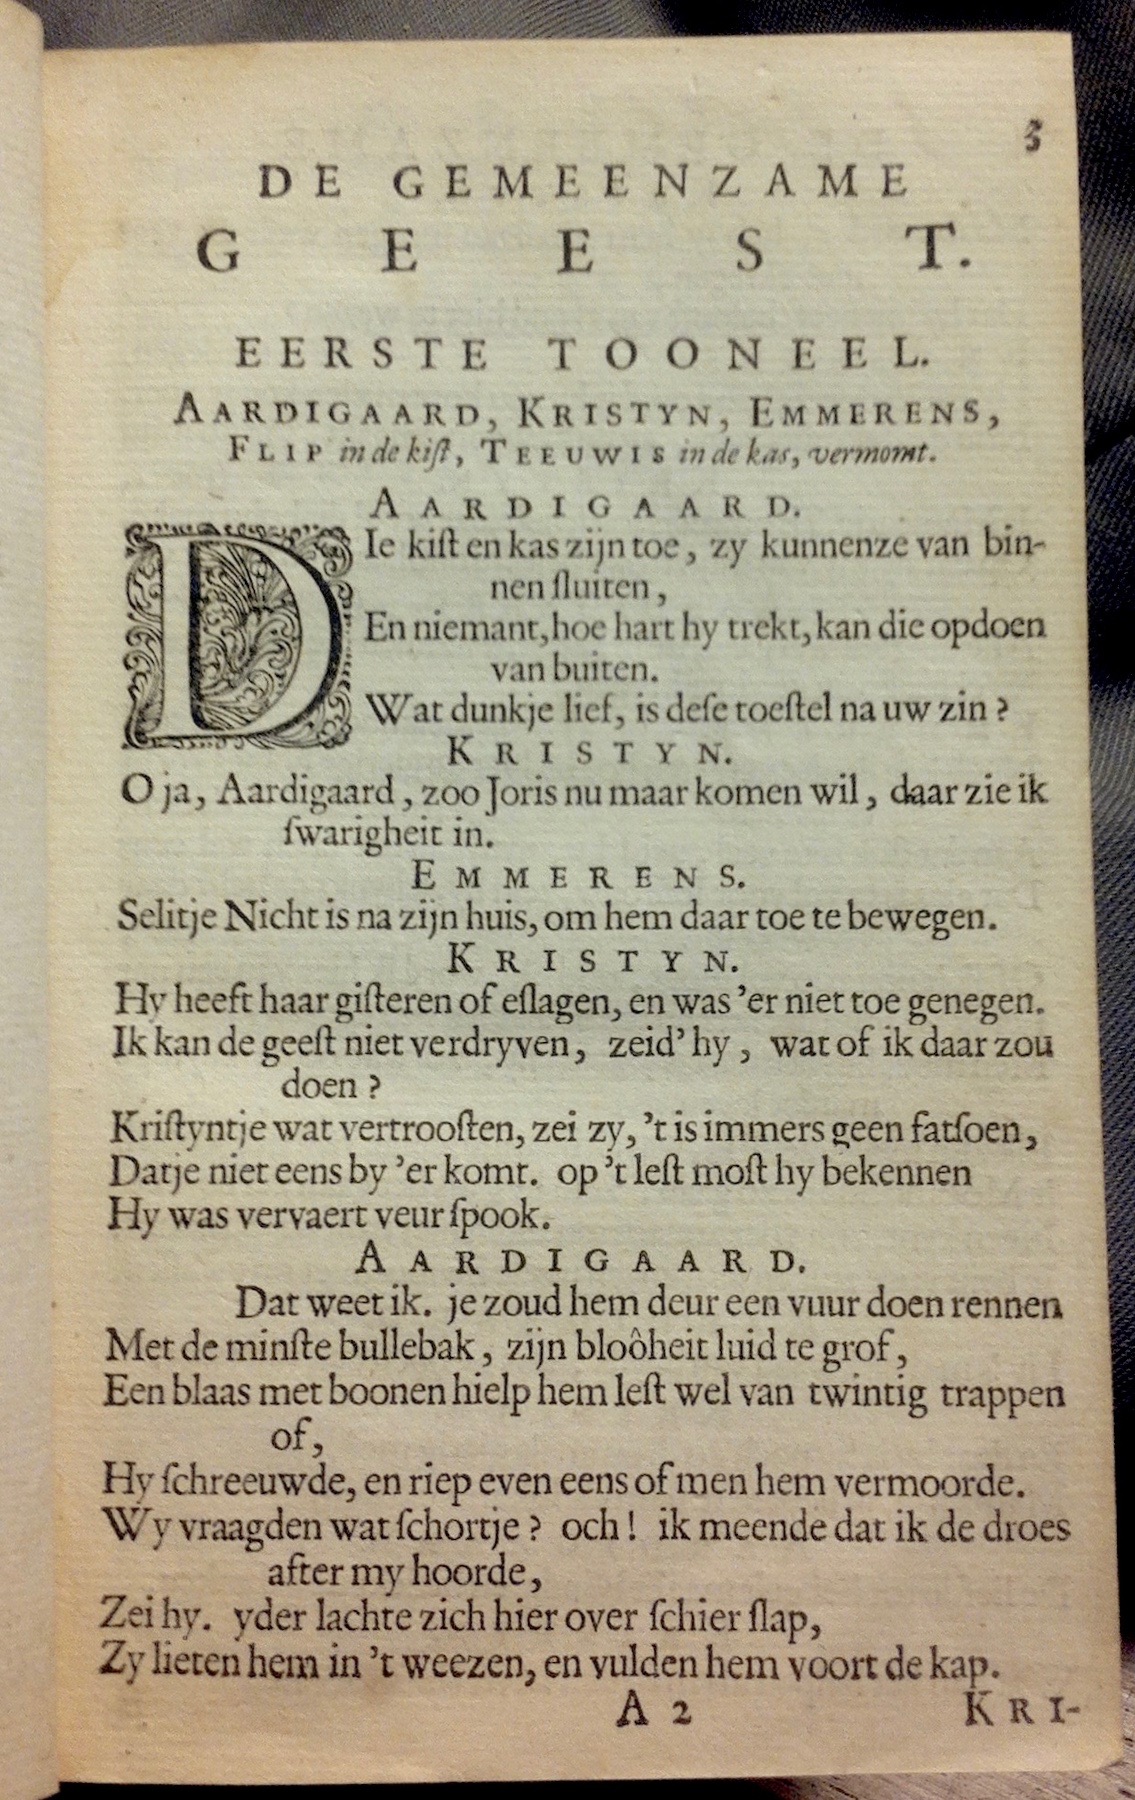 3
DE GEMEENZAME
GEEST.
EERSTE TOONEEL.
AARDIGAARD, KRISTYN, EMMERENS,
FLIP in de kiſt, TEEUWIS in de kas, vermomt.
AARDIGAARD.
DIe kiſt en kas zijn toe, zy kunnenze van bin-
nen ſluiten,
En niemant, hoe hart hy trekt, kan die opdoen
van buiten.
Wat dunkje lief, is deſe toeſtel na uw zin?
KRISTYN.
O ja, Aardigaard, zoo Joris nu maar komen wil, daar zie ik
ſwarigheit in.
EMMERENS.
Selitje Nicht is na zijn huis, om hem daar toe te bewegen.
KRISTYN.
Hy heeft haar giſteren of eſlagen, en was 'er niet toe genegen.
Ik kan de geeſt niet verdryven, zeid' hy, wat of ik daar zou
doen?
Kriſtyntje wat vertrooſten, zei zy, 't is immers geen fatſoen,
Datje niet eens by 'er komt. op 't leſt moſt hy bekennen
Hy was vervaert veur ſpook.
AARDIGAARD.
Dat weet ik. je zoud hem deur een vuur doen rennen
Met de minſte bullebak, zijn bloôheit luid te grof,
Een blaas met boonen hielp hem leſt wel van twintig trappen
of,
Hy ſchreeuwde, en riep even eens of men hem vermoorde.
Wy vraagden wat ſchortje? och! ik meende dat ik de droes
after my hoorde,
Zei hy. yder lachte zich hier over ſchier ſlap,
Zy lieten hem in 't weezen, en vulden hem voort de kap.
A 2 KRI-